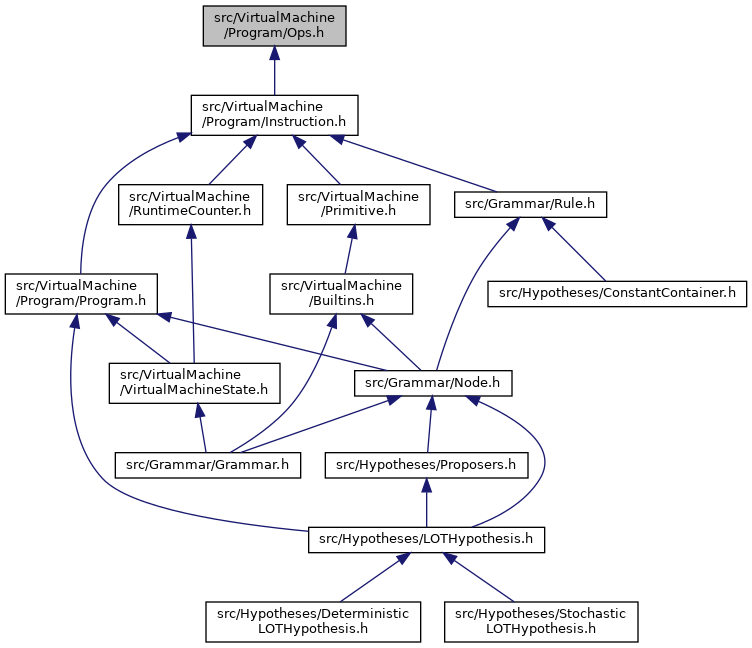 src/VirtualMachine
/Program/Ops.h
src/VirtualMachine
/Program/Instruction.h
src/VirtualMachine
/RuntimeCounter.h
src/VirtualMachine
/Primitive.h
src/Grammar/Rule.h
src/VirtualMachine
/Program/Program.h
src/VirtualMachine
/Builtins.h
src/Hypotheses/ConstantContainer.h
src/VirtualMachine
/VirtualMachineState.h
src/Grammar/Node.h
src/Grammar/Grammar.h
src/Hypotheses/Proposers.h
src/Hypotheses/LOTHypothesis.h
src/Hypotheses/Deterministic
LOTHypothesis.h
src/Hypotheses/Stochastic
LOTHypothesis.h